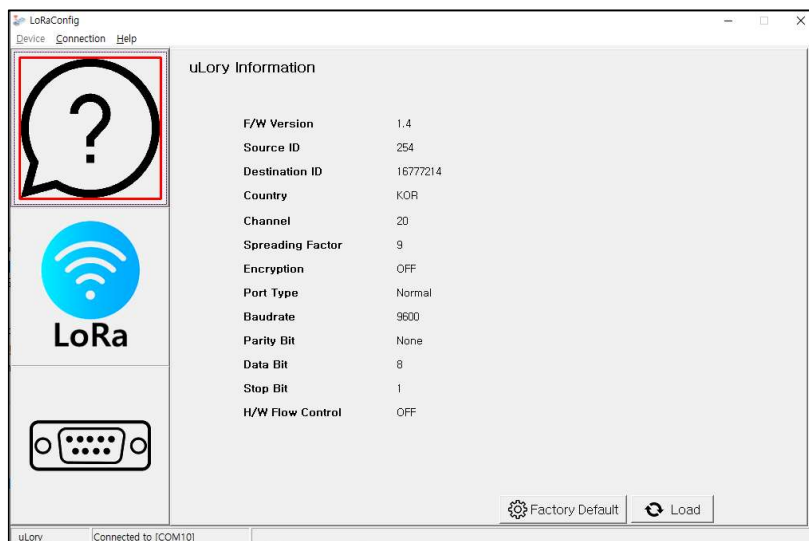 LoRaConfig
Device Connection Help
?
LoRa
uLory Information
F/W Version 1.4
Source ID 254
Destination ID 16777214
Country KOR
Channel 20
Spreading Factor 9
Encryption OFF
Port Type Normal
Baudrate 9600
Parity Bit None
Data Bit 8
Stop Bit 1
H/W Flow Control OFF
Factory Default Load
uLory Connected to [COM10]